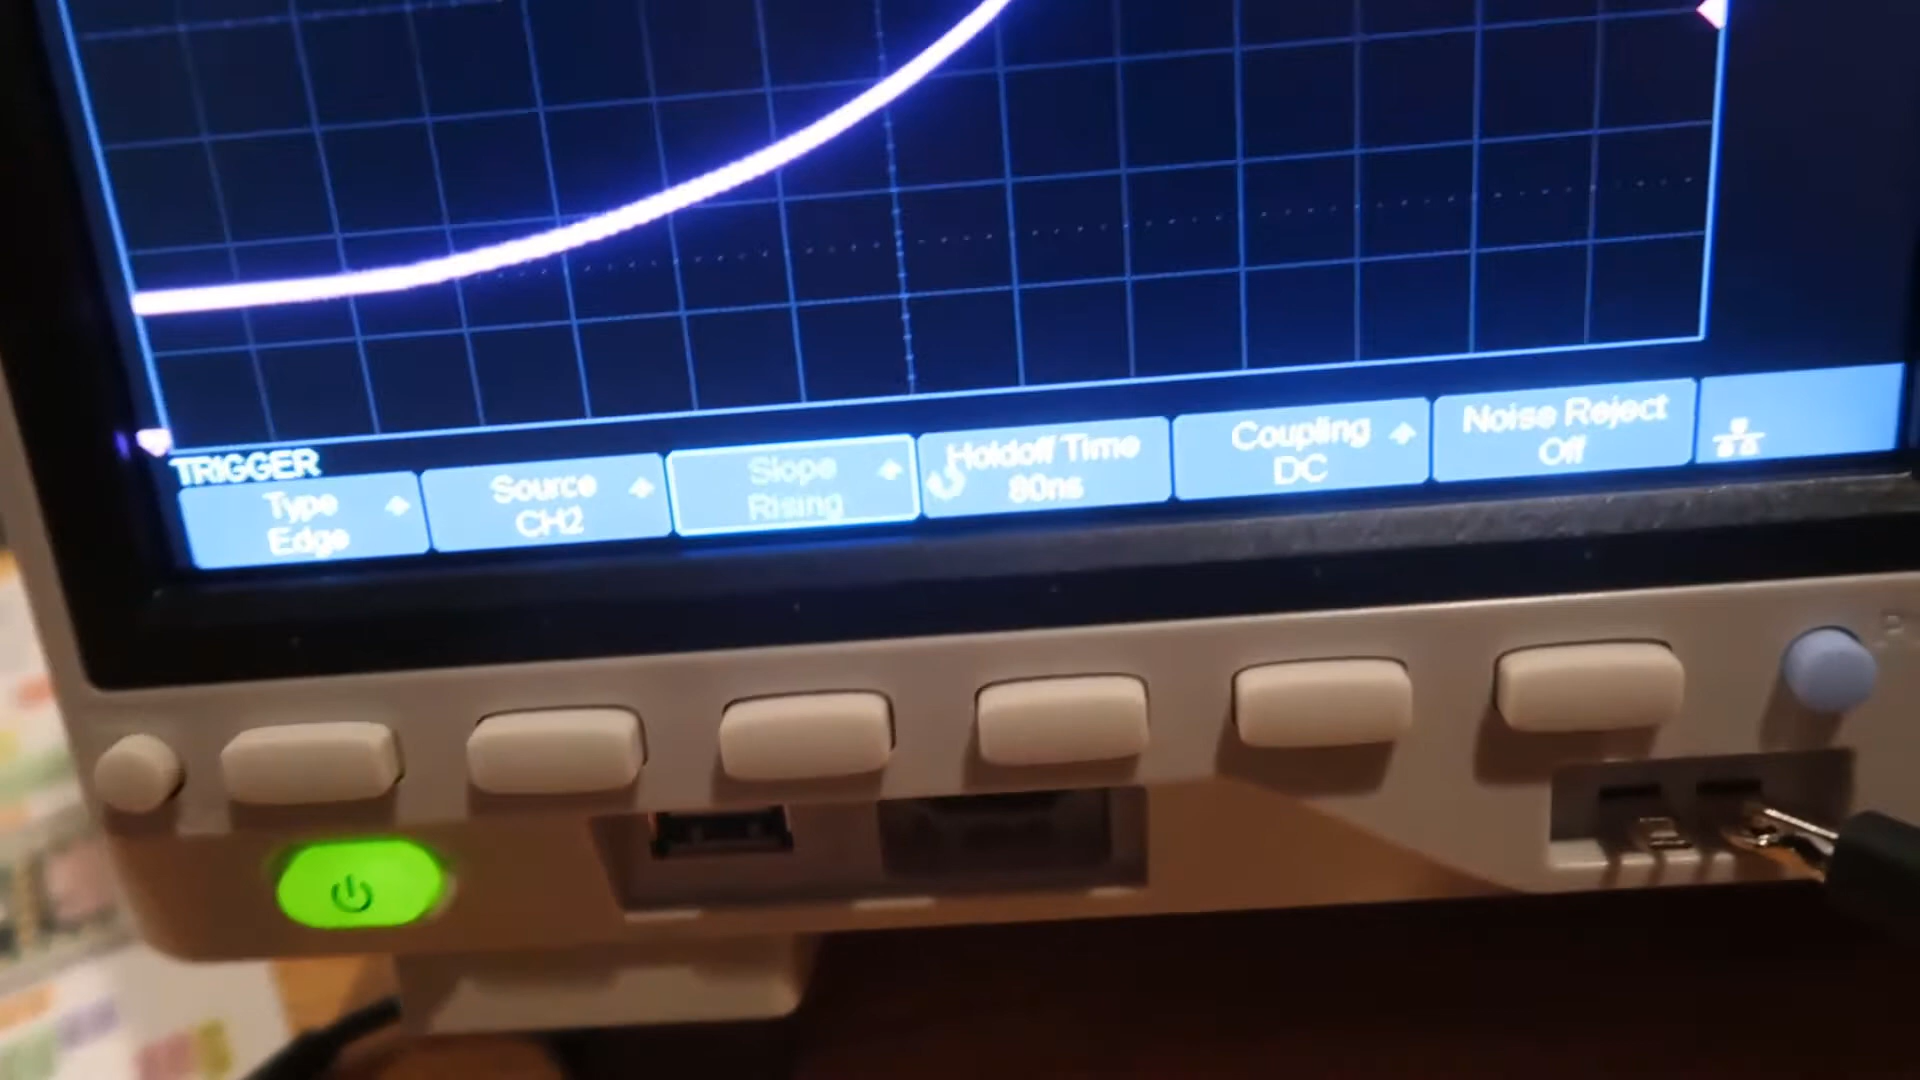 TRIGGER
Type
Edge
Source
CH2
Slope
Rising
Holdoff Time
80ns
Coupling
DC
Noise Reject
Off